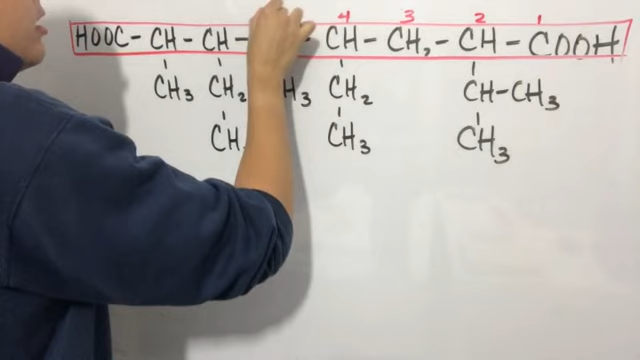 4 3 2 1
HOOC-CH-CH- - CH-CH₂-CH-COOH
CH₃ CH₂ H₃ CH₂ CH-CH₃
CH CH₃ CH₃